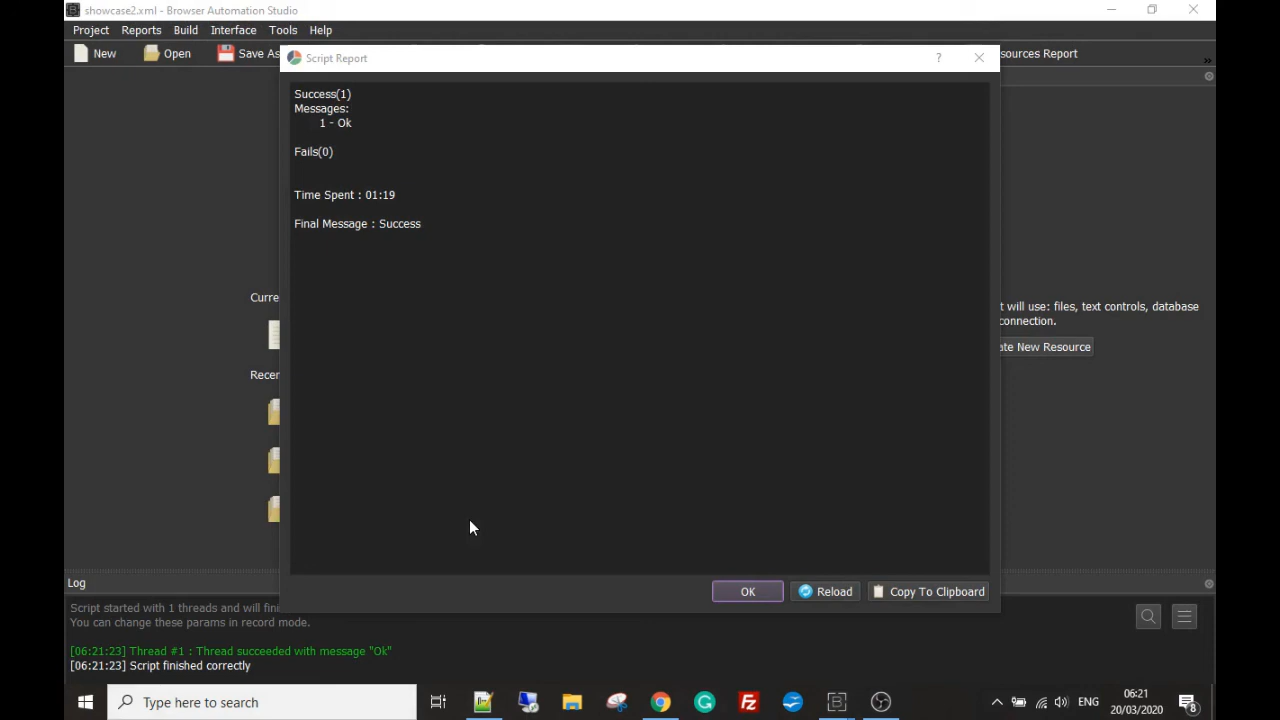 showcase2.xml - Browser Automation Studio
Project Reports Build Interface Tools Help
New Open Save As sources Report
Script Report
Success(1)
Messages:
1 - Ok
Fails(0)
Time Spent : 01:19
Final Message : Success
Curre
t will use: files, text controls, database
connection.
ate New Resource
Recen
OK Reload Copy To Clipboard
Log
Script started with 1 threads and will fini
You can change these params in record mode.
[06:21:23] Thread #1 : Thread succeeded with message "Ok"
[06:21:23] Script finished correctly
Type here to search
ENG
06:21
20/03/2020
8